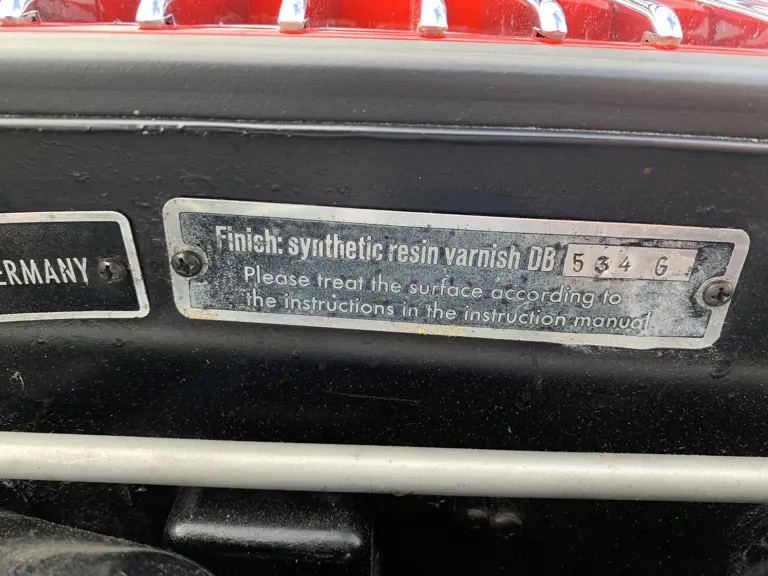 ERMANY
Finish: synthetic resin varnish DB 534 G
Please treat the surface according to
the instructions in the instruction manual